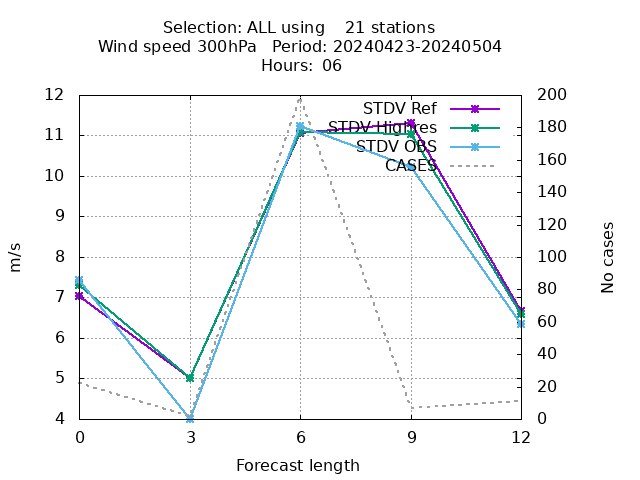 Selection: ALL using    21 stations
Wind speed 300hPa   Period: 20240423-20240504
Hours: 06
12
11
10
9
8
7
6
5
4
200
180
160
140
120
100
80
60
40
20
0
STDV Ref
STDV Highres
STDV OBS
CASES
m/s
No cases
0
3
6
9
12
Forecast length